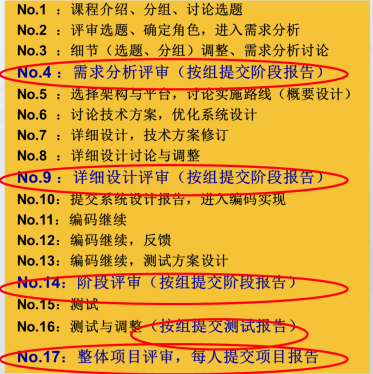 No.1 ：课程介绍、分组、讨论选题
No.2 ：评审选题、确定角色，进入需求分析
No.3 ：细节（选题、分组）调整、需求分析讨论
No.4 ：需求分析评审（按组提交阶段报告）
No.5 ：选择架构与平台，讨论实施路线（概要设计）
No.6 ：讨论技术方案，优化系统设计
No.7 ：详细设计，技术方案修订
No.8 ：详细设计讨论与调整
No.9 ：详细设计评审（按组提交阶段报告）
No.10：提交系统设计报告，进入编码实现
No.11：编码继续
No.12：编码继续，反馈
No.13：编码继续，测试方案设计
No.14：阶段评审（按组提交阶段报告）
No.15：测试
No.16：测试与调整（按组提交测试报告）
No.17：整体项目评审，每人提交项目报告